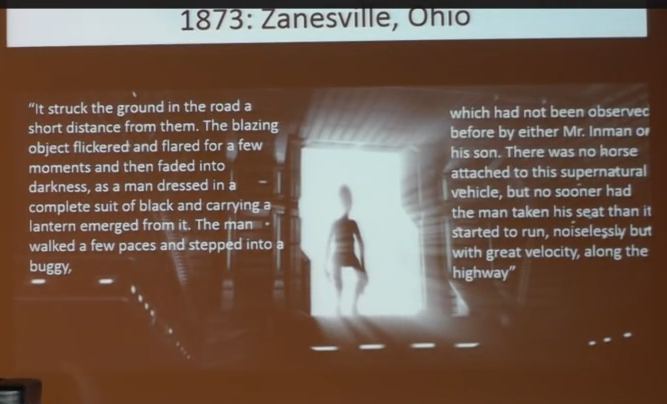 1873: Zanesville, Ohio
“It struck the ground in the road a
short distance from them. The blazing
object flickered and flared for a few
moments and then faded into
darkness, as a man dressed in a
complete suit of black and carrying a
lantern emerged from it. The man
walked a few paces and stepped into a
buggy,
which had not been observed
before by either Mr. Inman or
his son. There was no horse
attached to this supernatural
vehicle, but no sooner had
the man taken his seat than it
started to run, noiselessly but
with great velocity, along the
highway”